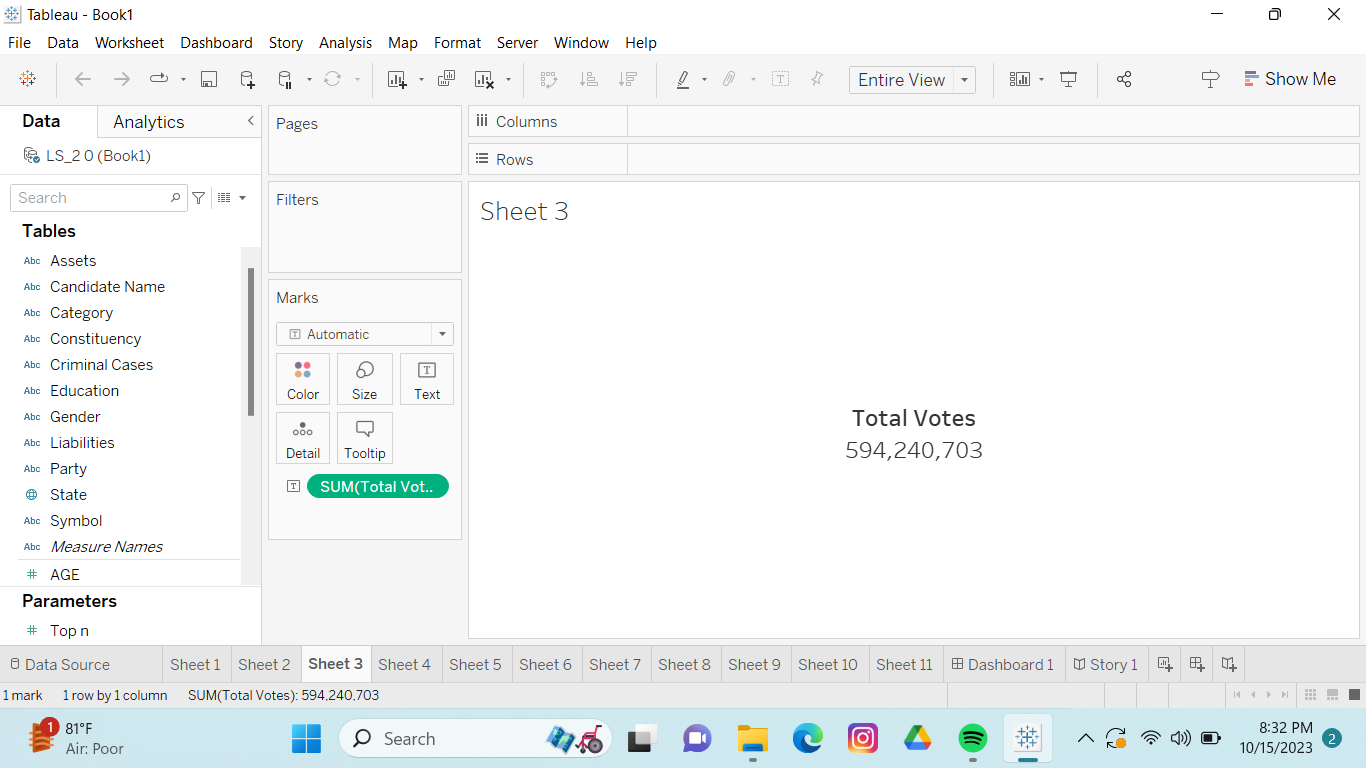 Tableau - Book1
File Data Worksheet Dashboard Story Analysis Map Format Server Window Help
Entire View
Show Me
Data Analytics
LS_2 0 (Book1)
Search
Tables
Abc Assets
Abc Candidate Name
Abc Category
Abc Constituency
Abc Criminal Cases
Abc Education
Abc Gender
Abc Liabilities
Abc Party
State
Abc Symbol
Abc Measure Names
# AGE
Parameters
# Top n
Pages
Filters
Marks
T Automatic
Color Size T Text
Detail Tooltip
T SUM(Total Vot..
Columns
Rows
Sheet 3
Total Votes
594,240,703
Data Source Sheet 1 Sheet 2 Sheet 3 Sheet 4 Sheet 5 Sheet 6 Sheet 7 Sheet 8 Sheet 9 Sheet 10 Sheet 11 Dashboard 1 Story 1
1 mark 1 row by 1 column SUM(Total Votes): 594,240,703
1 81°F
Air: Poor
Search
8:32 PM
10/15/2023
2